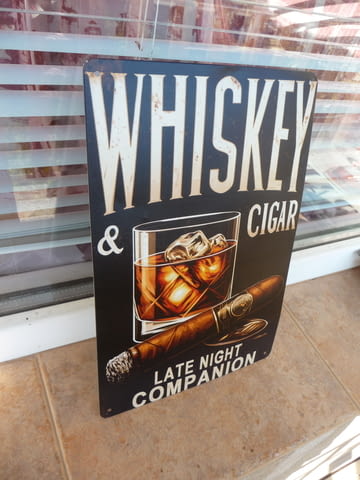 WHISKEY
& CIGAR
LATE NIGHT
COMPANION